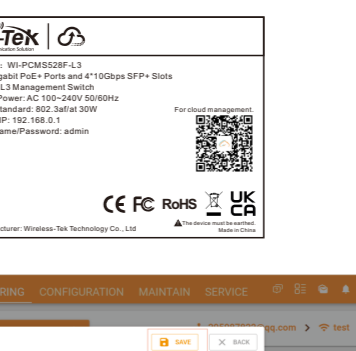 Tek
: WI-PCMS528F-L3
gabit PoE+ Ports and 4*10Gbps SFP+ Slots
L3 Management Switch
Power: AC 100~240V 50/60Hz
tandard: 802.3af/at 30W
For cloud management.
IP: 192.168.0.1
ame/Password: admin
CE FC RoHS UK CA
The device must be earthed.
cturer: Wireless-Tek Technology Co., Ltd
Made in China
RING CONFIGURATION MAINTAIN SERVICE
@qq.com > test
SAVE BACK